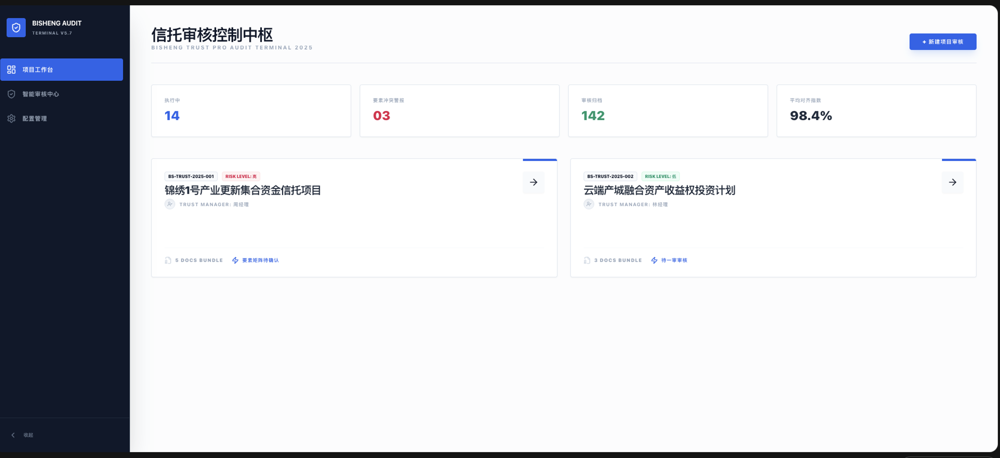 BISHENG AUDIT
TERMINAL V5.7
项目工作台
智能审核中心
配置管理
收起
信托审核控制中枢
BISHENG TRUST PRO AUDIT TERMINAL 2025
+ 新建项目审核
执行中
14
要素冲突警报
03
审核归档
142
平均对齐指数
98.4%
BS-TRUST-2025-001 RISK LEVEL: 高
锦绣1号产业更新集合资金信托项目
TRUST MANAGER: 周经理
5 DOCS BUNDLE 要素矩阵待确认
BS-TRUST-2025-002 RISK LEVEL: 低
云端产城融合资产收益权投资计划
TRUST MANAGER: 林经理
3 DOCS BUNDLE 待一审审核